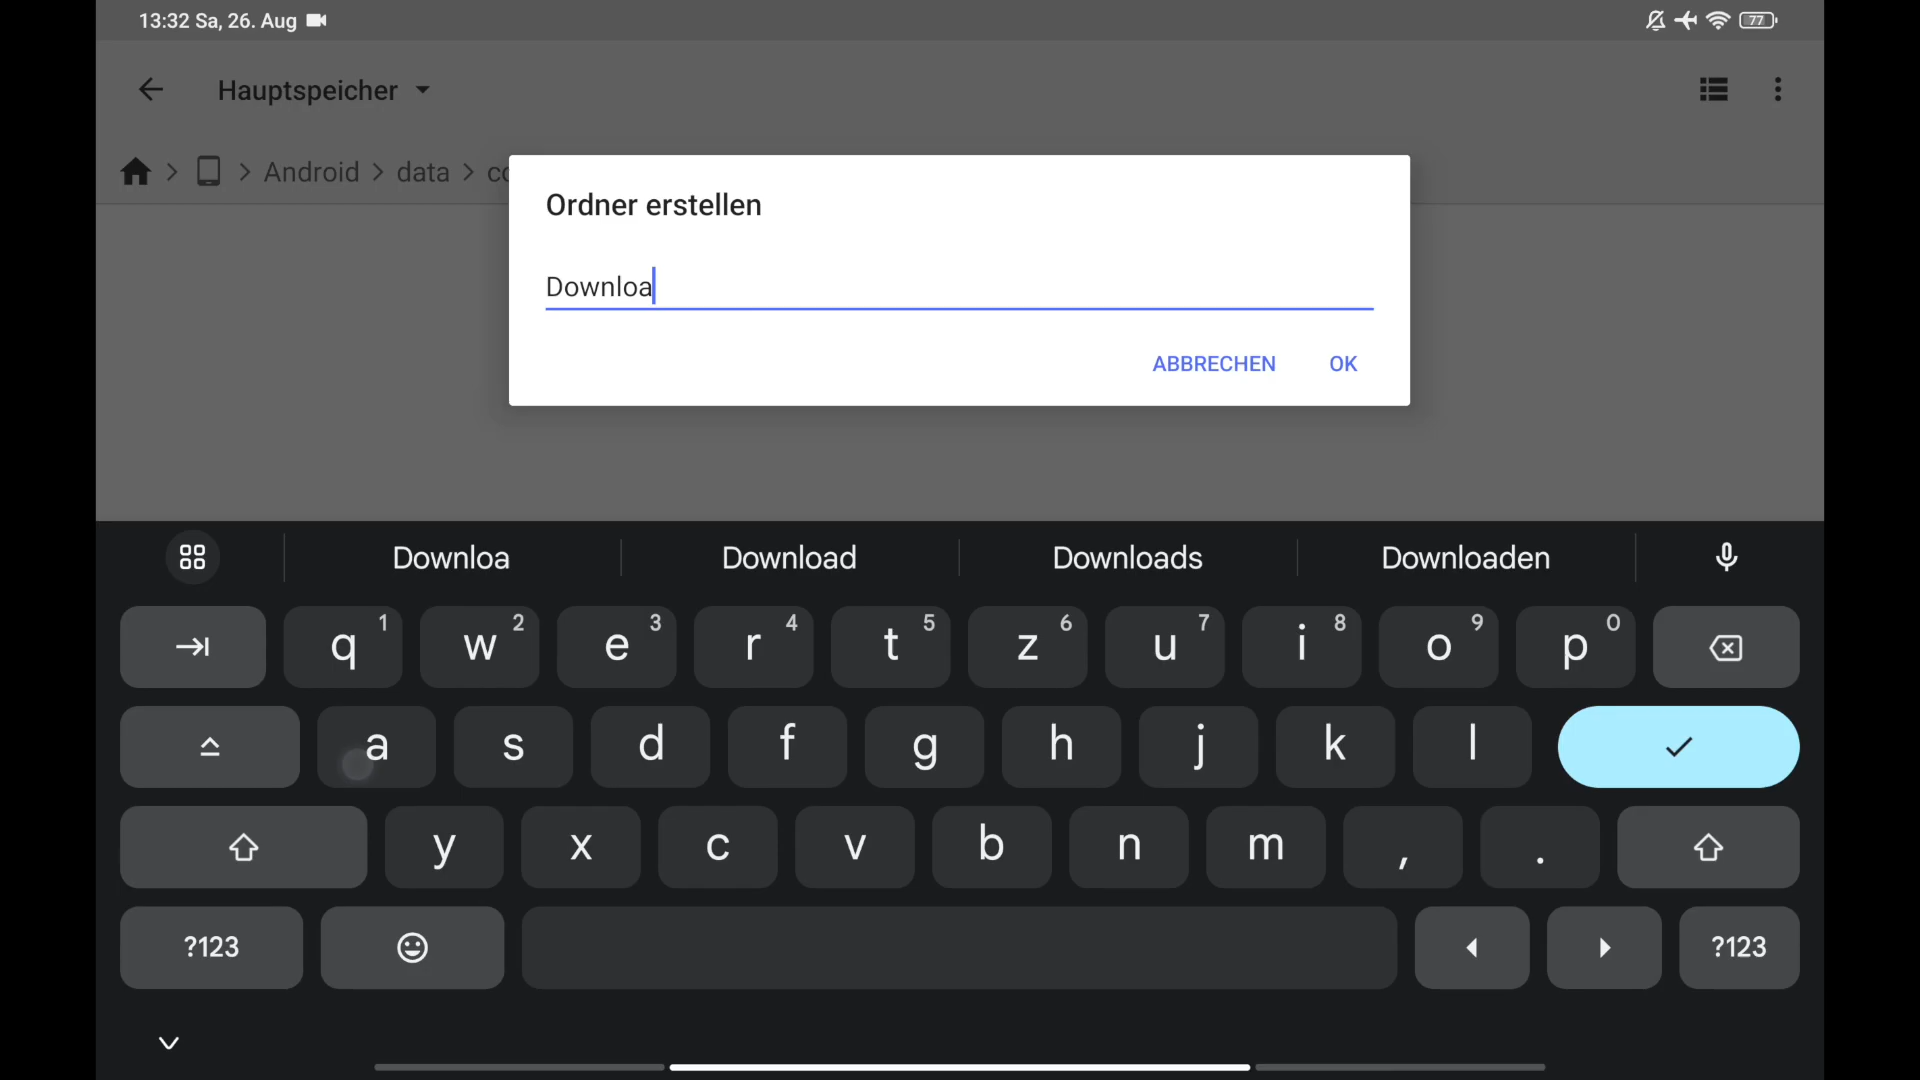 13:32 Sa, 26. Aug
77
Hauptspeicher
Android > data >
Ordner erstellen
Downloa
ABBRECHEN OK
Downloa Download Downloads Downloaden
q 1 w 2 e 3 r 4 t 5 z 6 u 7 i 8 o 9 p 0
a s d f g h j k l
y x c v b n m , .
?123 ?123